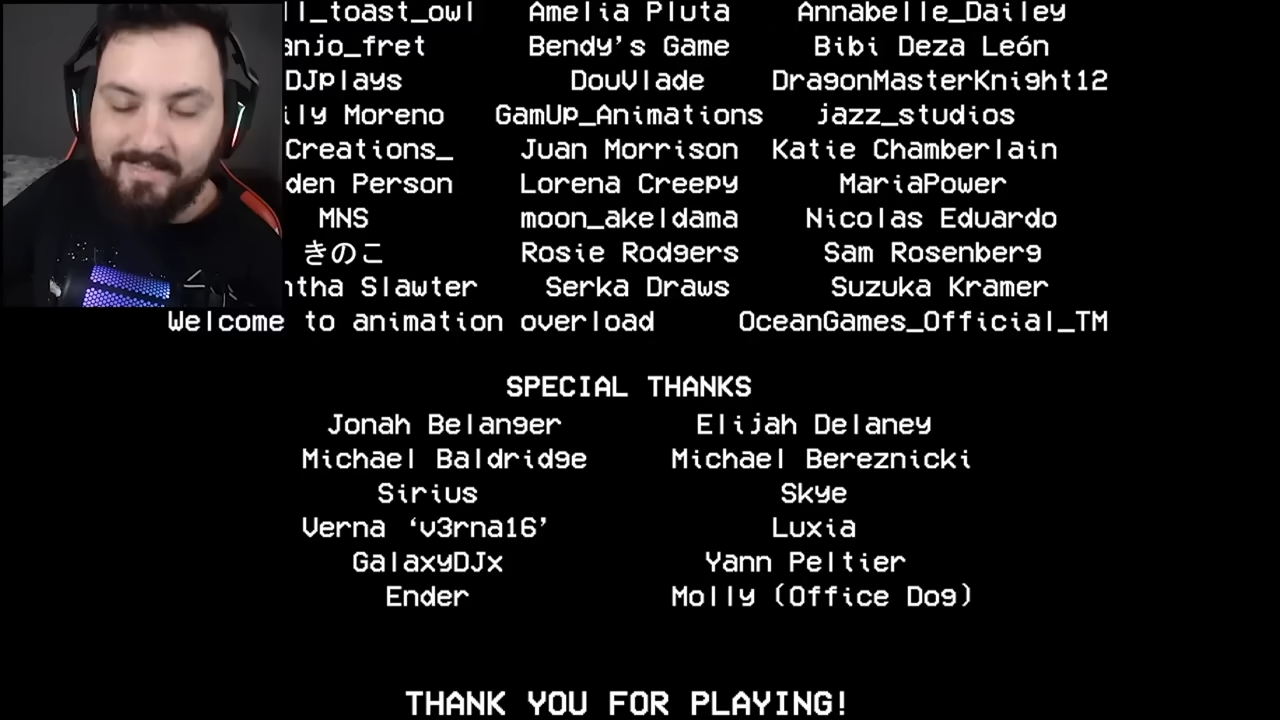 ll_toast_owl Amelia Pluta Annabelle_Dailey
anjo_fret Bendy's Game Bibi Deza León
DJplays DouVlade DragonMasterKnight12
ily Moreno GamUp_Animations jazz_studios
Creations_ Juan Morrison Katie Chamberlain
den Person Lorena Creepy MariaPower
MNS moon_akeldama Nicolas Eduardo
きのこ Rosie Rodgers Sam Rosenberg
ntha Slawter Serka Draws Suzuka Kramer
Welcome to animation overload OceanGames_Official_TM
SPECIAL THANKS
Jonah Belanger Elijah Delaney
Michael Baldridge Michael Bereznicki
Sirius Skye
Verna ‘v3rna16’ Luxia
GalaxyDJx Yann Peltier
Ender Molly (Office Dog)
THANK YOU FOR PLAYING!